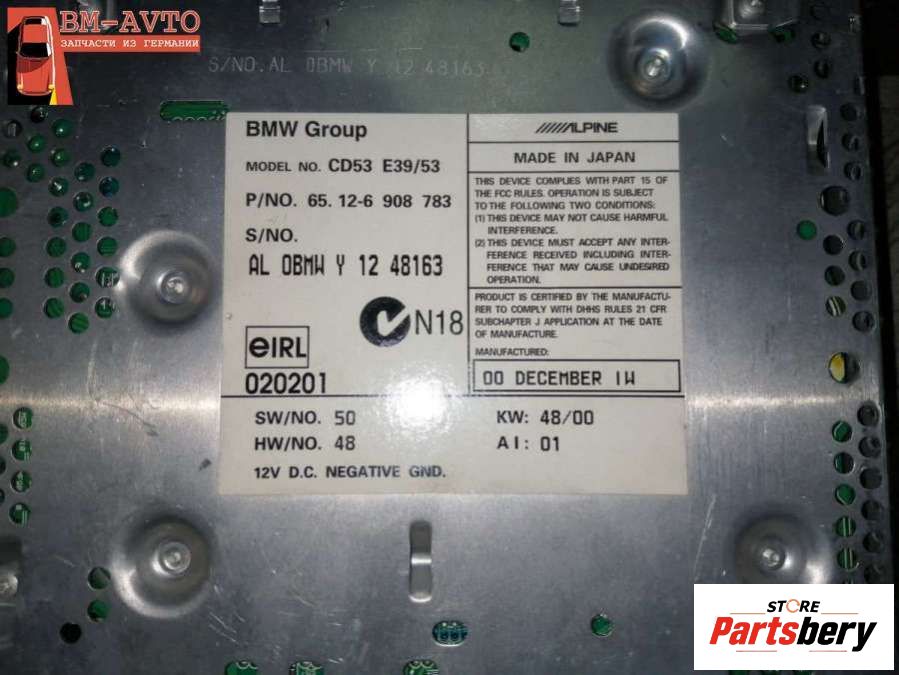 ВМ-АВТО
ЗАПЧАСТИ ИЗ ГЕРМАНИИ
S/NO.AL 0BMW Y 12 48163
BMW Group
MODEL NO. CD53 E39/53
P/NO. 65. 12-6 908 783
S/NO.
AL 0BMW Y 12 48163
N18
eIRL
020201
ALPINE
MADE IN JAPAN
THIS DEVICE COMPLIES WITH PART 15 OF
THE FCC RULES. OPERATION IS SUBJECT
TO THE FOLLOWING TWO CONDITIONS:
(1) THIS DEVICE MAY NOT CAUSE HARMFUL
INTERFERENCE.
(2) THIS DEVICE MUST ACCEPT ANY INTER-
FERENCE RECEIVED INCLUDING INTER-
FERENCE THAT MAY CAUSE UNDESIRED
OPERATION.
PRODUCT IS CERTIFIED BY THE MANUFACTU-
RER TO COMPLY WITH DHHS RULES 21 CFR
SUBCHAPTER J APPLICATION AT THE DATE
OF MANUFACTURE.
MANUFACTURED:
00 DECEMBER 1W
SW/NO. 50
KW: 48/00
HW/NO. 48
AI: 01
12V D.C. NEGATIVE GND.
STORE
Partsbery